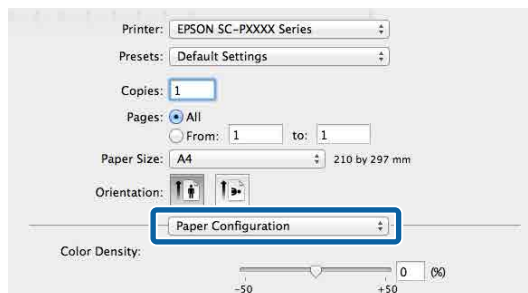 Printer: EPSON SC-PXXXX Series
Presets: Default Settings
Copies: 1
Pages: All
From: 1 to: 1
Paper Size: A4 210 by 297 mm
Orientation:
Paper Configuration
Color Density:
0 (%)
-50 +50